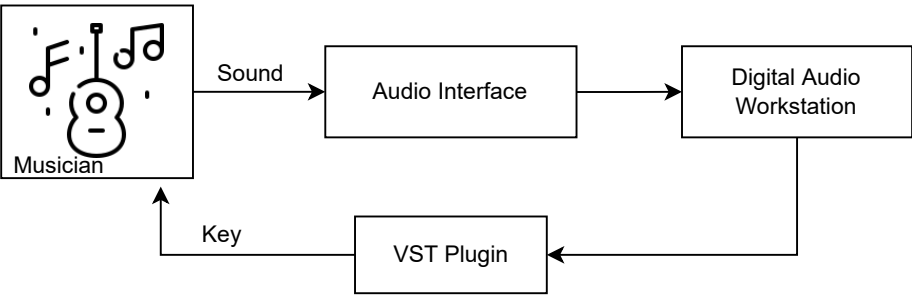 Sound
Audio Interface
Digital Audio
Workstation
Musician
Key
VST Plugin